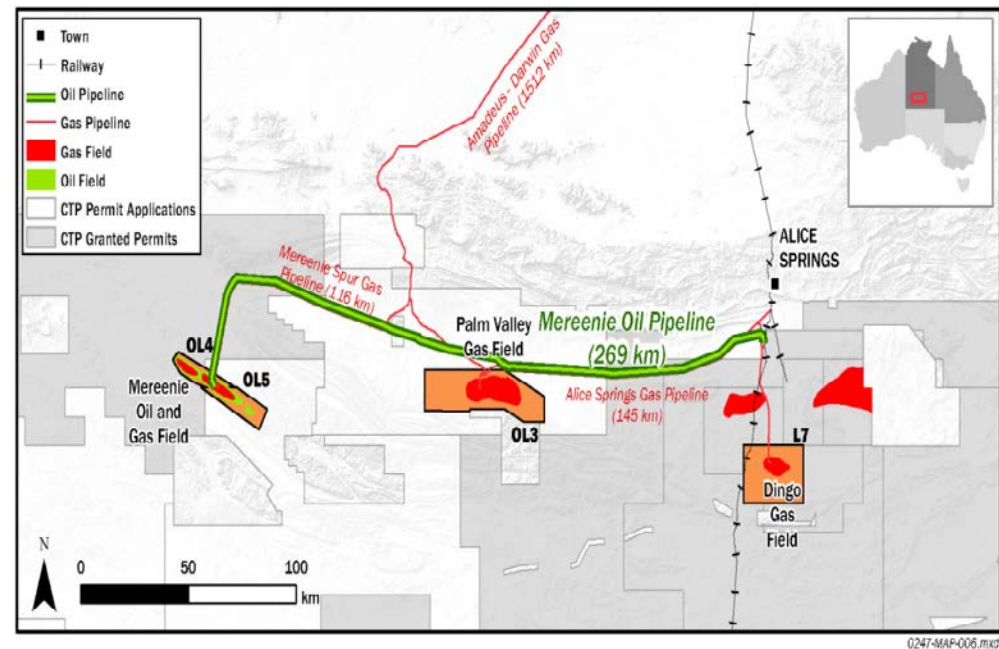 Town
Railway
Oil Pipeline
Gas Pipeline
Gas Field
Oil Field
CTP Permit Applications
CTP Granted Permits
Amadeus - Darwin Gas
Pipeline (1512 km)
ALICE
SPRINGS
Mereenie Spur Gas
Pipeline (116 km)
Palm Valley
Gas Field
Mereenie Oil Pipeline
(269 km)
OL4
OL5
Mereenie
Oil and
Gas Field
OL3
Alice Springs Gas Pipeline
(145 km)
L7
Dingo
Gas
Field
N
0 50 100
km
0247-MAP-006.mxd